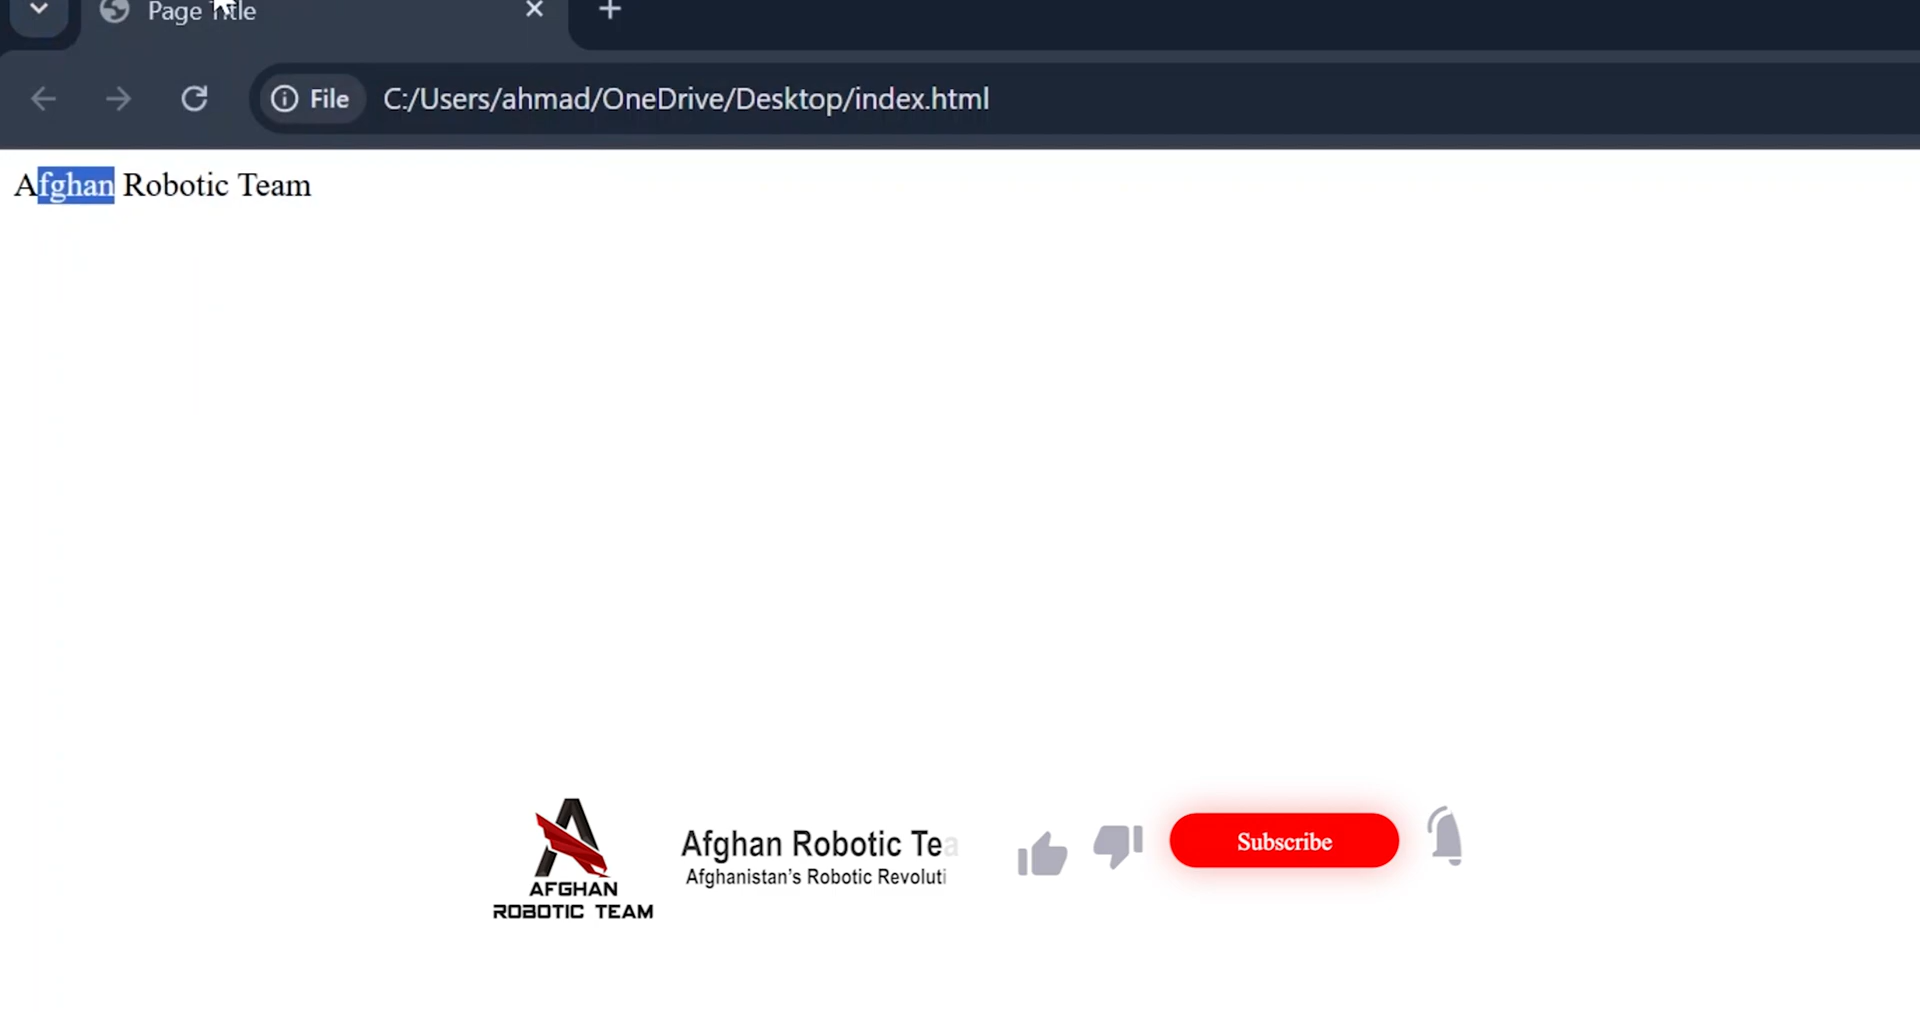 Page Title
File C:/Users/ahmad/OneDrive/Desktop/index.html
Afghan Robotic Team
AFGHAN
ROBOTIC TEAM
Afghan Robotic Tea
Afghanistan's Robotic Revoluti
Subscribe